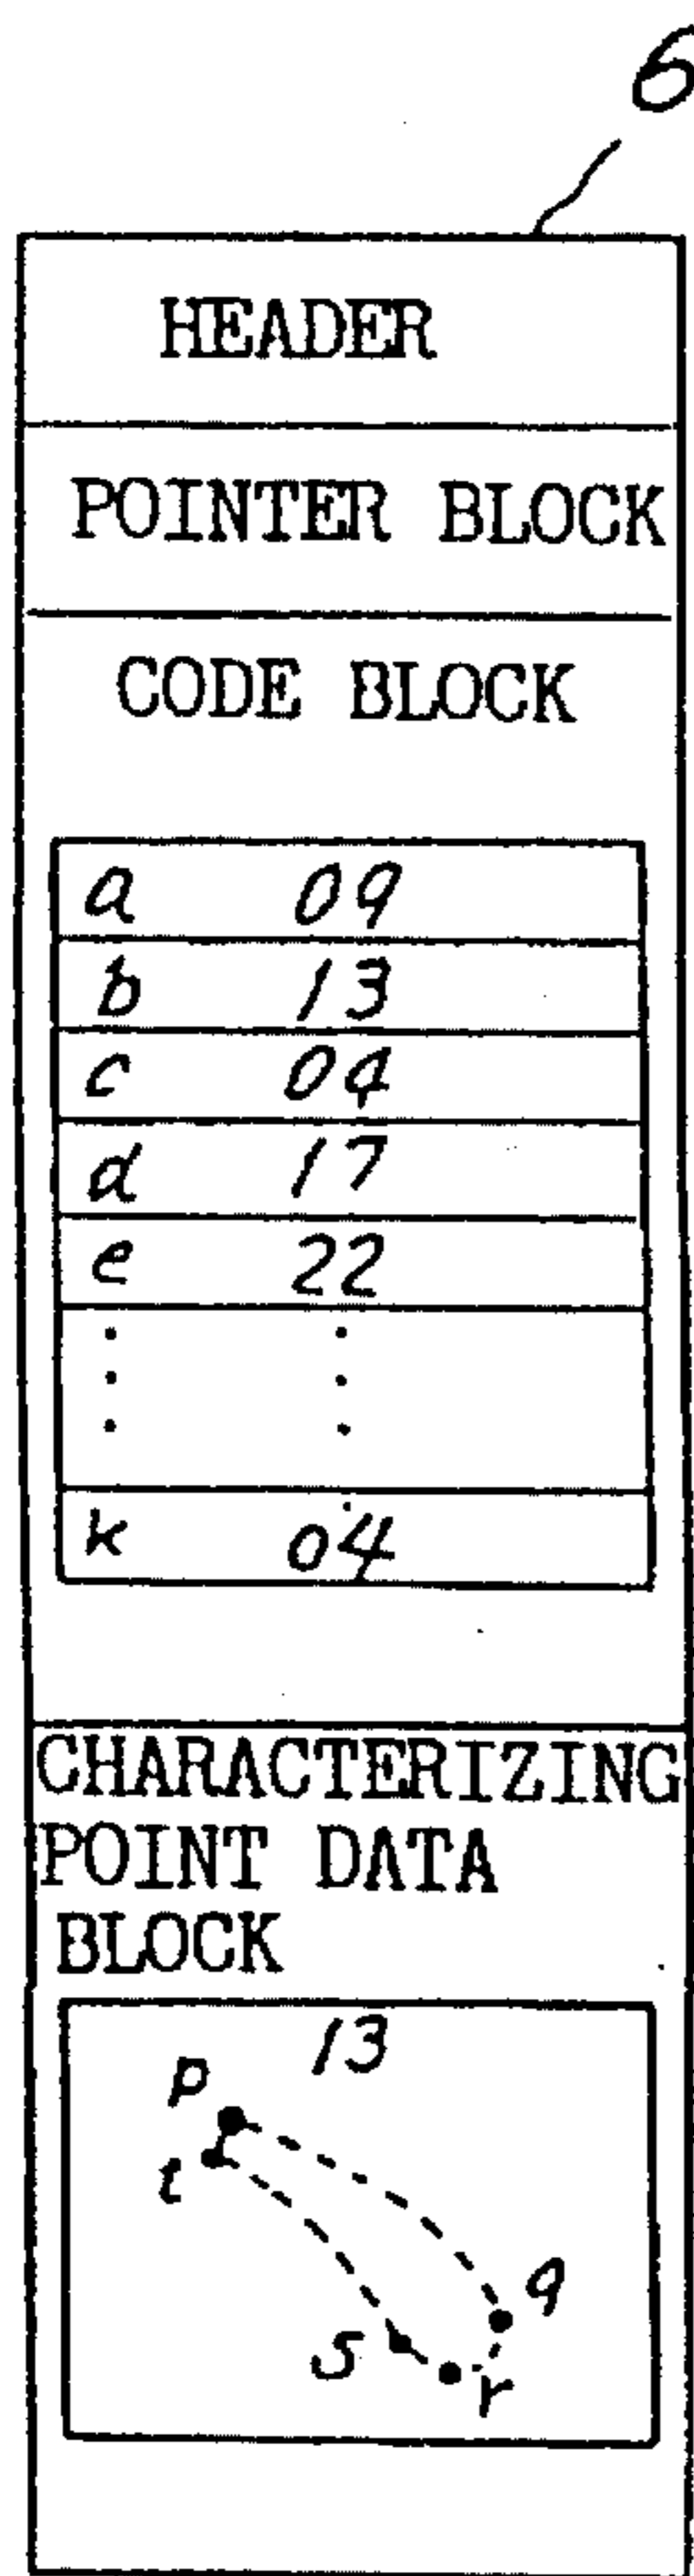 6
HEADER
POINTER BLOCK
CODE BLOCK
a 09
b 13
c 04
d 17
e 22
k 04
CHARACTERIZING
POINT DATA
BLOCK
13
p
t
q
s
r